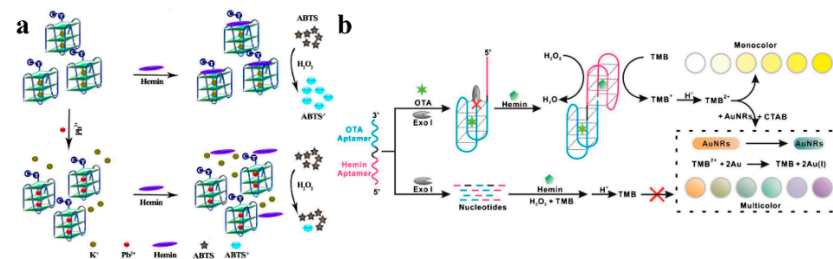 a
C T
C T
C T
Hemin
C T
C T
C T
ABTS
H₂O₂
ABTS•
Pb²⁺
C T
C T
C T
Hemin
C T
C T
C T
ABTS
H₂O₂
K⁺ Pb²⁺ Hemin ABTS ABTS•
b
3'
OTA
Aptamer
Hemin
Aptamer
5'
OTA
Exo I
5'
Hemin
H₂O₂
H₂O
TMB
TMB⁺
H⁺
TMB²⁺
Monocolor
+ AuNRs + CTAB
AuNRs
AuNRs
TMB²⁺ + 2Au
TMB + 2Au(I)
Multicolor
Exo I
Nucleotides
Hemin
H₂O₂ + TMB
H⁺
TMB